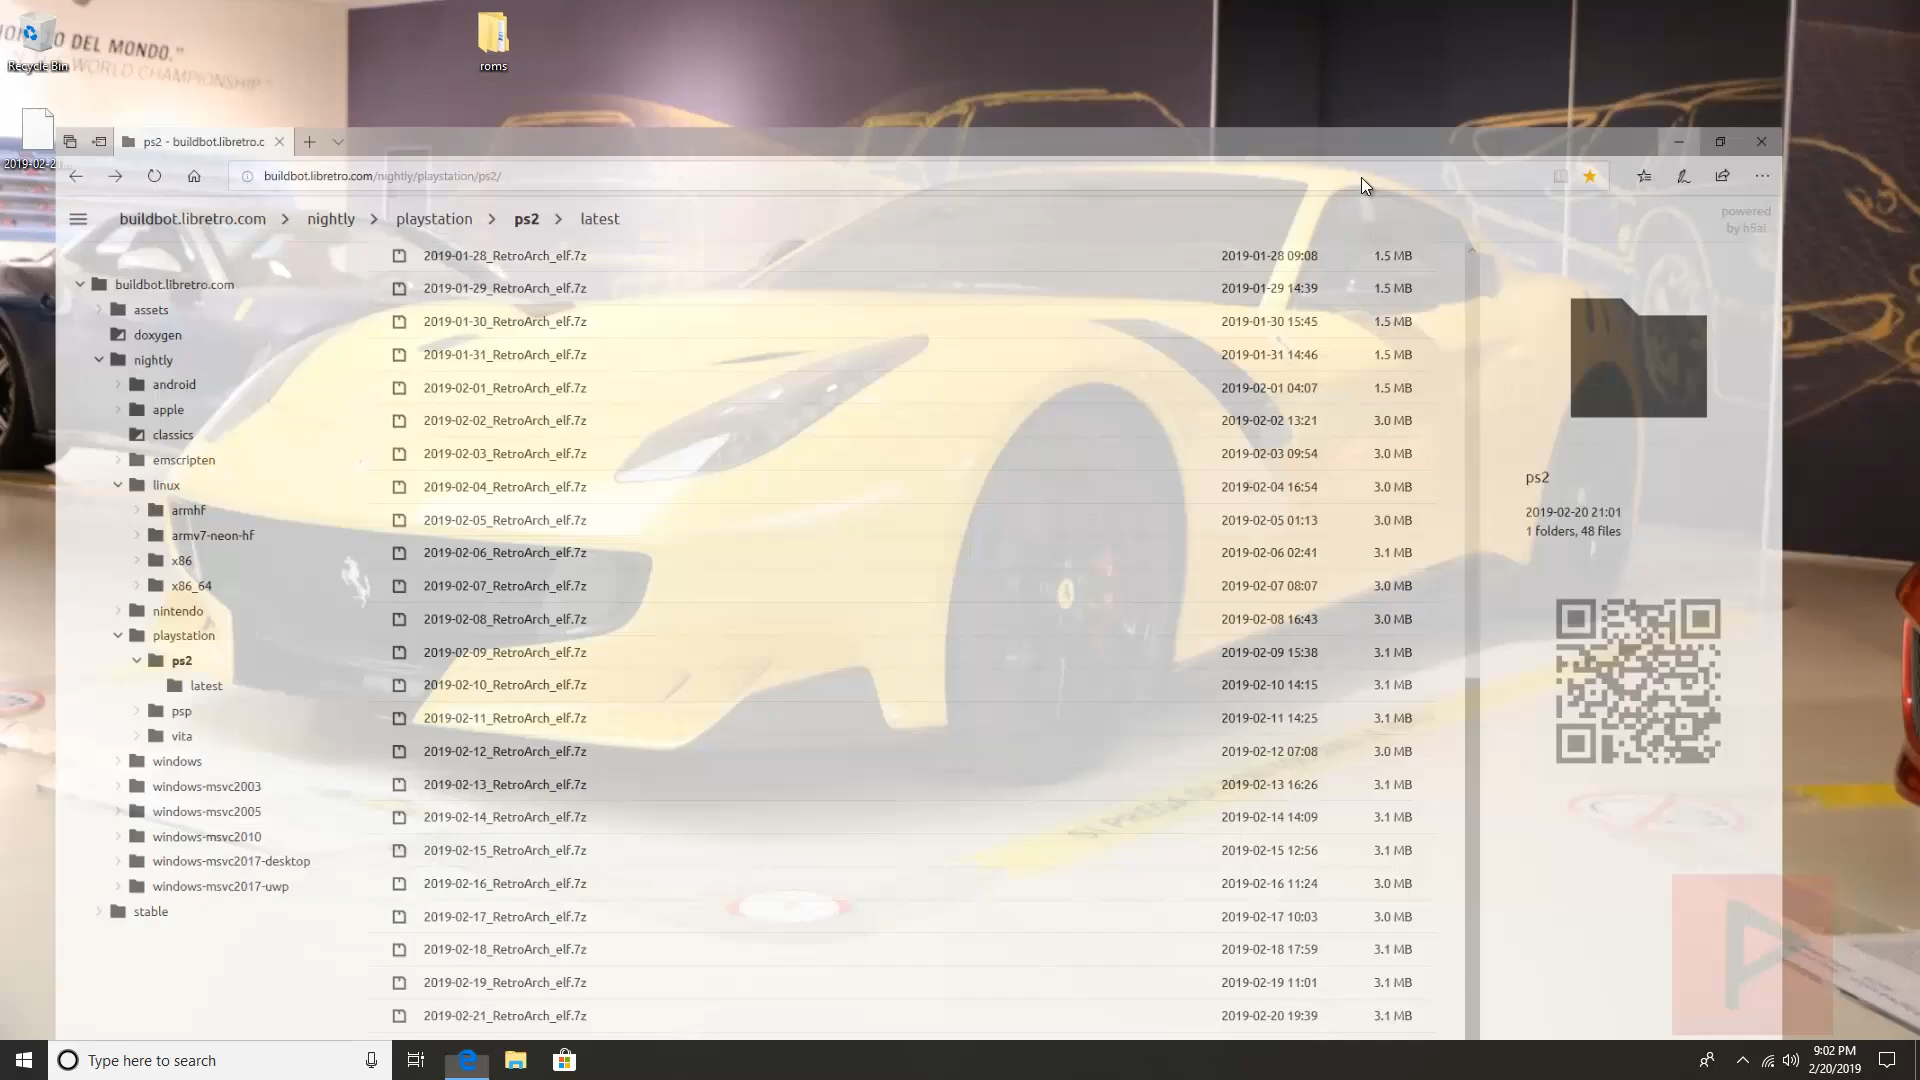 DEL MONDO."
WORLD CHAMPIONSHIP"
Recycle Bin
roms
2019-02-21...
ps2 - buildbot.libretro.c
buildbot.libretro.com/nightly/playstation/ps2/
buildbot.libretro.com > nightly > playstation > ps2 > latest
powered
by h5ai
buildbot.libretro.com
assets
doxygen
nightly
android
apple
classics
emscripten
linux
armhf
armv7-neon-hf
x86
x86_64
nintendo
playstation
ps2
latest
psp
vita
windows
windows-msvc2003
windows-msvc2005
windows-msvc2010
windows-msvc2017-desktop
windows-msvc2017-uwp
stable
2019-01-28_RetroArch_elf.7z 2019-01-28 09:08 1.5 MB
2019-01-29_RetroArch_elf.7z 2019-01-29 14:39 1.5 MB
2019-01-30_RetroArch_elf.7z 2019-01-30 15:45 1.5 MB
2019-01-31_RetroArch_elf.7z 2019-01-31 14:46 1.5 MB
2019-02-01_RetroArch_elf.7z 2019-02-01 04:07 1.5 MB
2019-02-02_RetroArch_elf.7z 2019-02-02 13:21 3.0 MB
2019-02-03_RetroArch_elf.7z 2019-02-03 09:54 3.0 MB
2019-02-04_RetroArch_elf.7z 2019-02-04 16:54 3.0 MB
2019-02-05_RetroArch_elf.7z 2019-02-05 01:13 3.0 MB
2019-02-06_RetroArch_elf.7z 2019-02-06 02:41 3.1 MB
2019-02-07_RetroArch_elf.7z 2019-02-07 08:07 3.0 MB
2019-02-08_RetroArch_elf.7z 2019-02-08 16:43 3.0 MB
2019-02-09_RetroArch_elf.7z 2019-02-09 15:38 3.1 MB
2019-02-10_RetroArch_elf.7z 2019-02-10 14:15 3.1 MB
2019-02-11_RetroArch_elf.7z 2019-02-11 14:25 3.1 MB
2019-02-12_RetroArch_elf.7z 2019-02-12 07:08 3.0 MB
2019-02-13_RetroArch_elf.7z 2019-02-13 16:26 3.1 MB
2019-02-14_RetroArch_elf.7z 2019-02-14 14:09 3.1 MB
2019-02-15_RetroArch_elf.7z 2019-02-15 12:56 3.1 MB
2019-02-16_RetroArch_elf.7z 2019-02-16 11:24 3.0 MB
2019-02-17_RetroArch_elf.7z 2019-02-17 10:03 3.0 MB
2019-02-18_RetroArch_elf.7z 2019-02-18 17:59 3.1 MB
2019-02-19_RetroArch_elf.7z 2019-02-19 11:01 3.1 MB
2019-02-21_RetroArch_elf.7z 2019-02-20 19:39 3.1 MB
ps2
2019-02-20 21:01
1 folders, 48 files
Type here to search
9:02 PM
2/20/2019